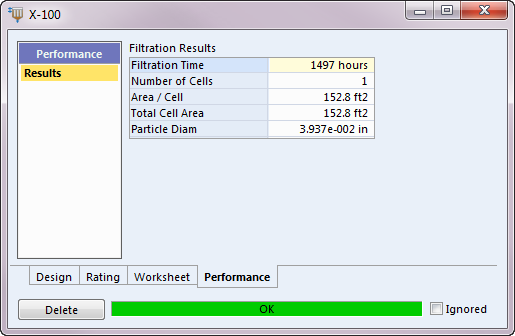 X-100
Performance
Results
Filtration Results
Filtration Time 1497 hours
Number of Cells 1
Area / Cell 152.8 ft2
Total Cell Area 152.8 ft2
Particle Diam 3.937e-002 in
Design Rating Worksheet Performance
Delete OK Ignored